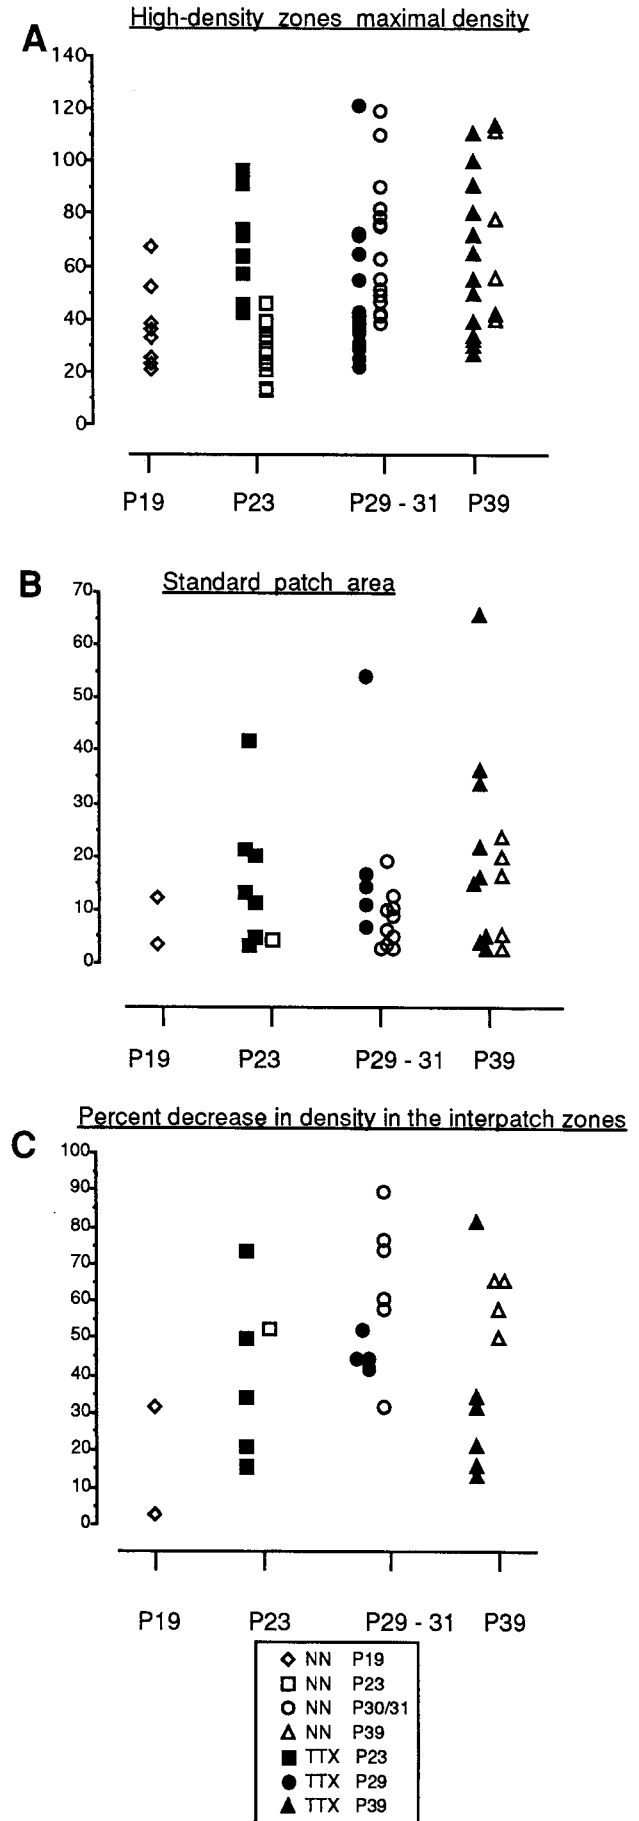 High-density zones maximal density
A
140
120
100
80
60
40
20
0
P19 P23 P29 - 31 P39
B
Standard patch area
70
60
50
40
30
20
10
0
P19 P23 P29 - 31 P39
Percent decrease in density in the interpatch zones
C
100
90
80
70
60
50
40
30
20
10
0
P19 P23 P29 - 31 P39
NN P19
NN P23
NN P30/31
NN P39
TTX P23
TTX P29
TTX P39